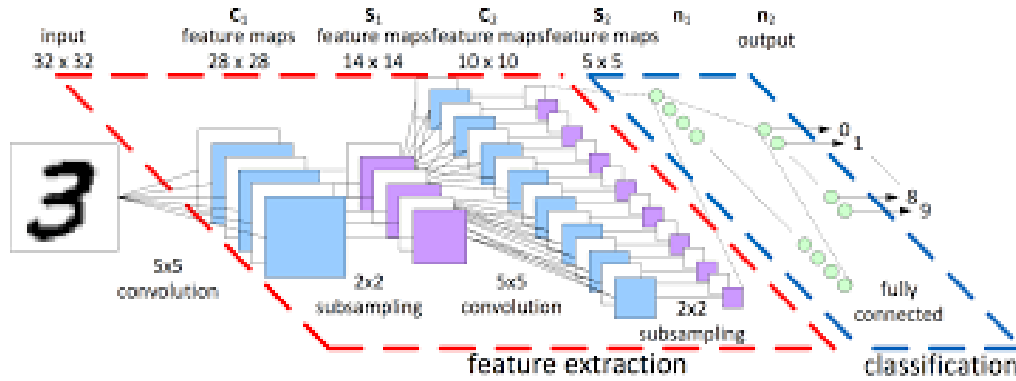 C₁
S₁
C₂
S₂
n₁
n₂
input
feature maps
feature maps
feature maps
feature maps
output
32 x 32
28 x 28
14 x 14
10 x 10
5 x 5
3
0
1
8
9
5x5
convolution
2x2
subsampling
5x5
convolution
2x2
subsampling
fully
connected
feature extraction
classification